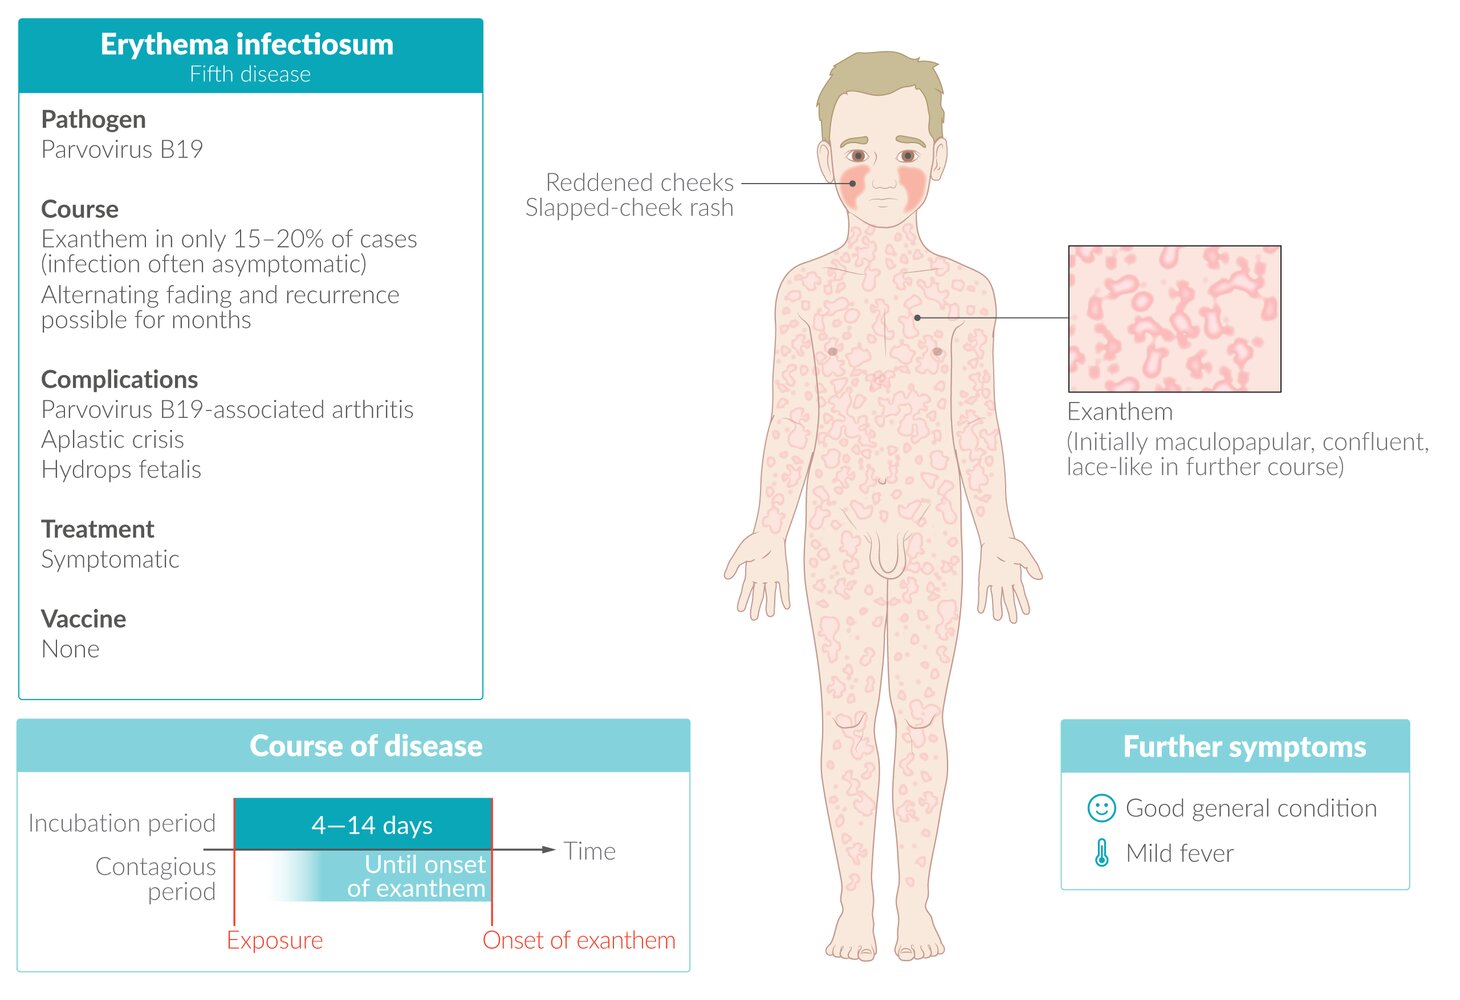 Erythema infectiosum
Fifth disease
Pathogen
Parvovirus B19
Course
Exanthem in only 15–20% of cases
(infection often asymptomatic)
Alternating fading and recurrence
possible for months
Complications
Parvovirus B19-associated arthritis
Aplastic crisis
Hydrops fetalis
Treatment
Symptomatic
Vaccine
None
Reddened cheeks
Slapped-cheek rash
Exanthem
(Initially maculopapular, confluent,
lace-like in further course)
Course of disease
Incubation period
4—14 days
Time
Contagious
period
Until onset
of exanthem
Exposure
Onset of exanthem
Further symptoms
Good general condition
Mild fever